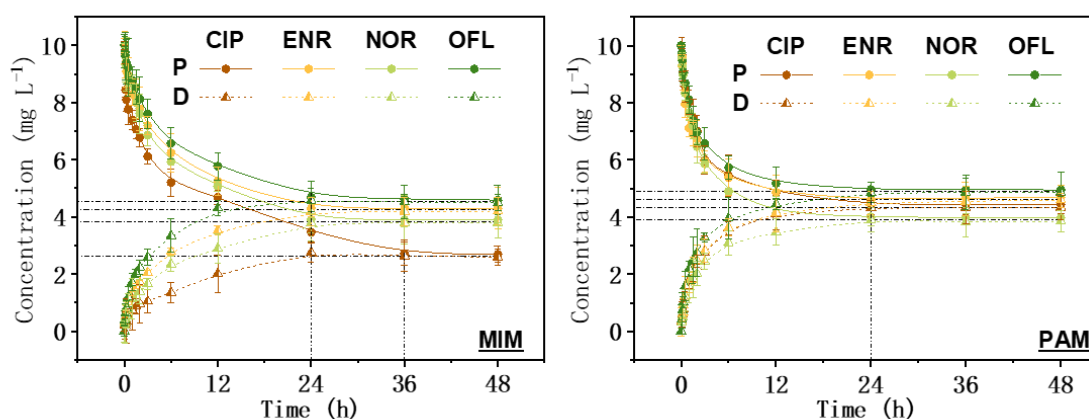 CIP ENR NOR OFL
P
D
Concentration (mg L⁻¹)
10
8
6
4
2
0
0 12 24 36 48
Time (h)
MIM
CIP ENR NOR OFL
P
D
Concentration (mg L⁻¹)
10
8
6
4
2
0
0 12 24 36 48
Time (h)
PAM